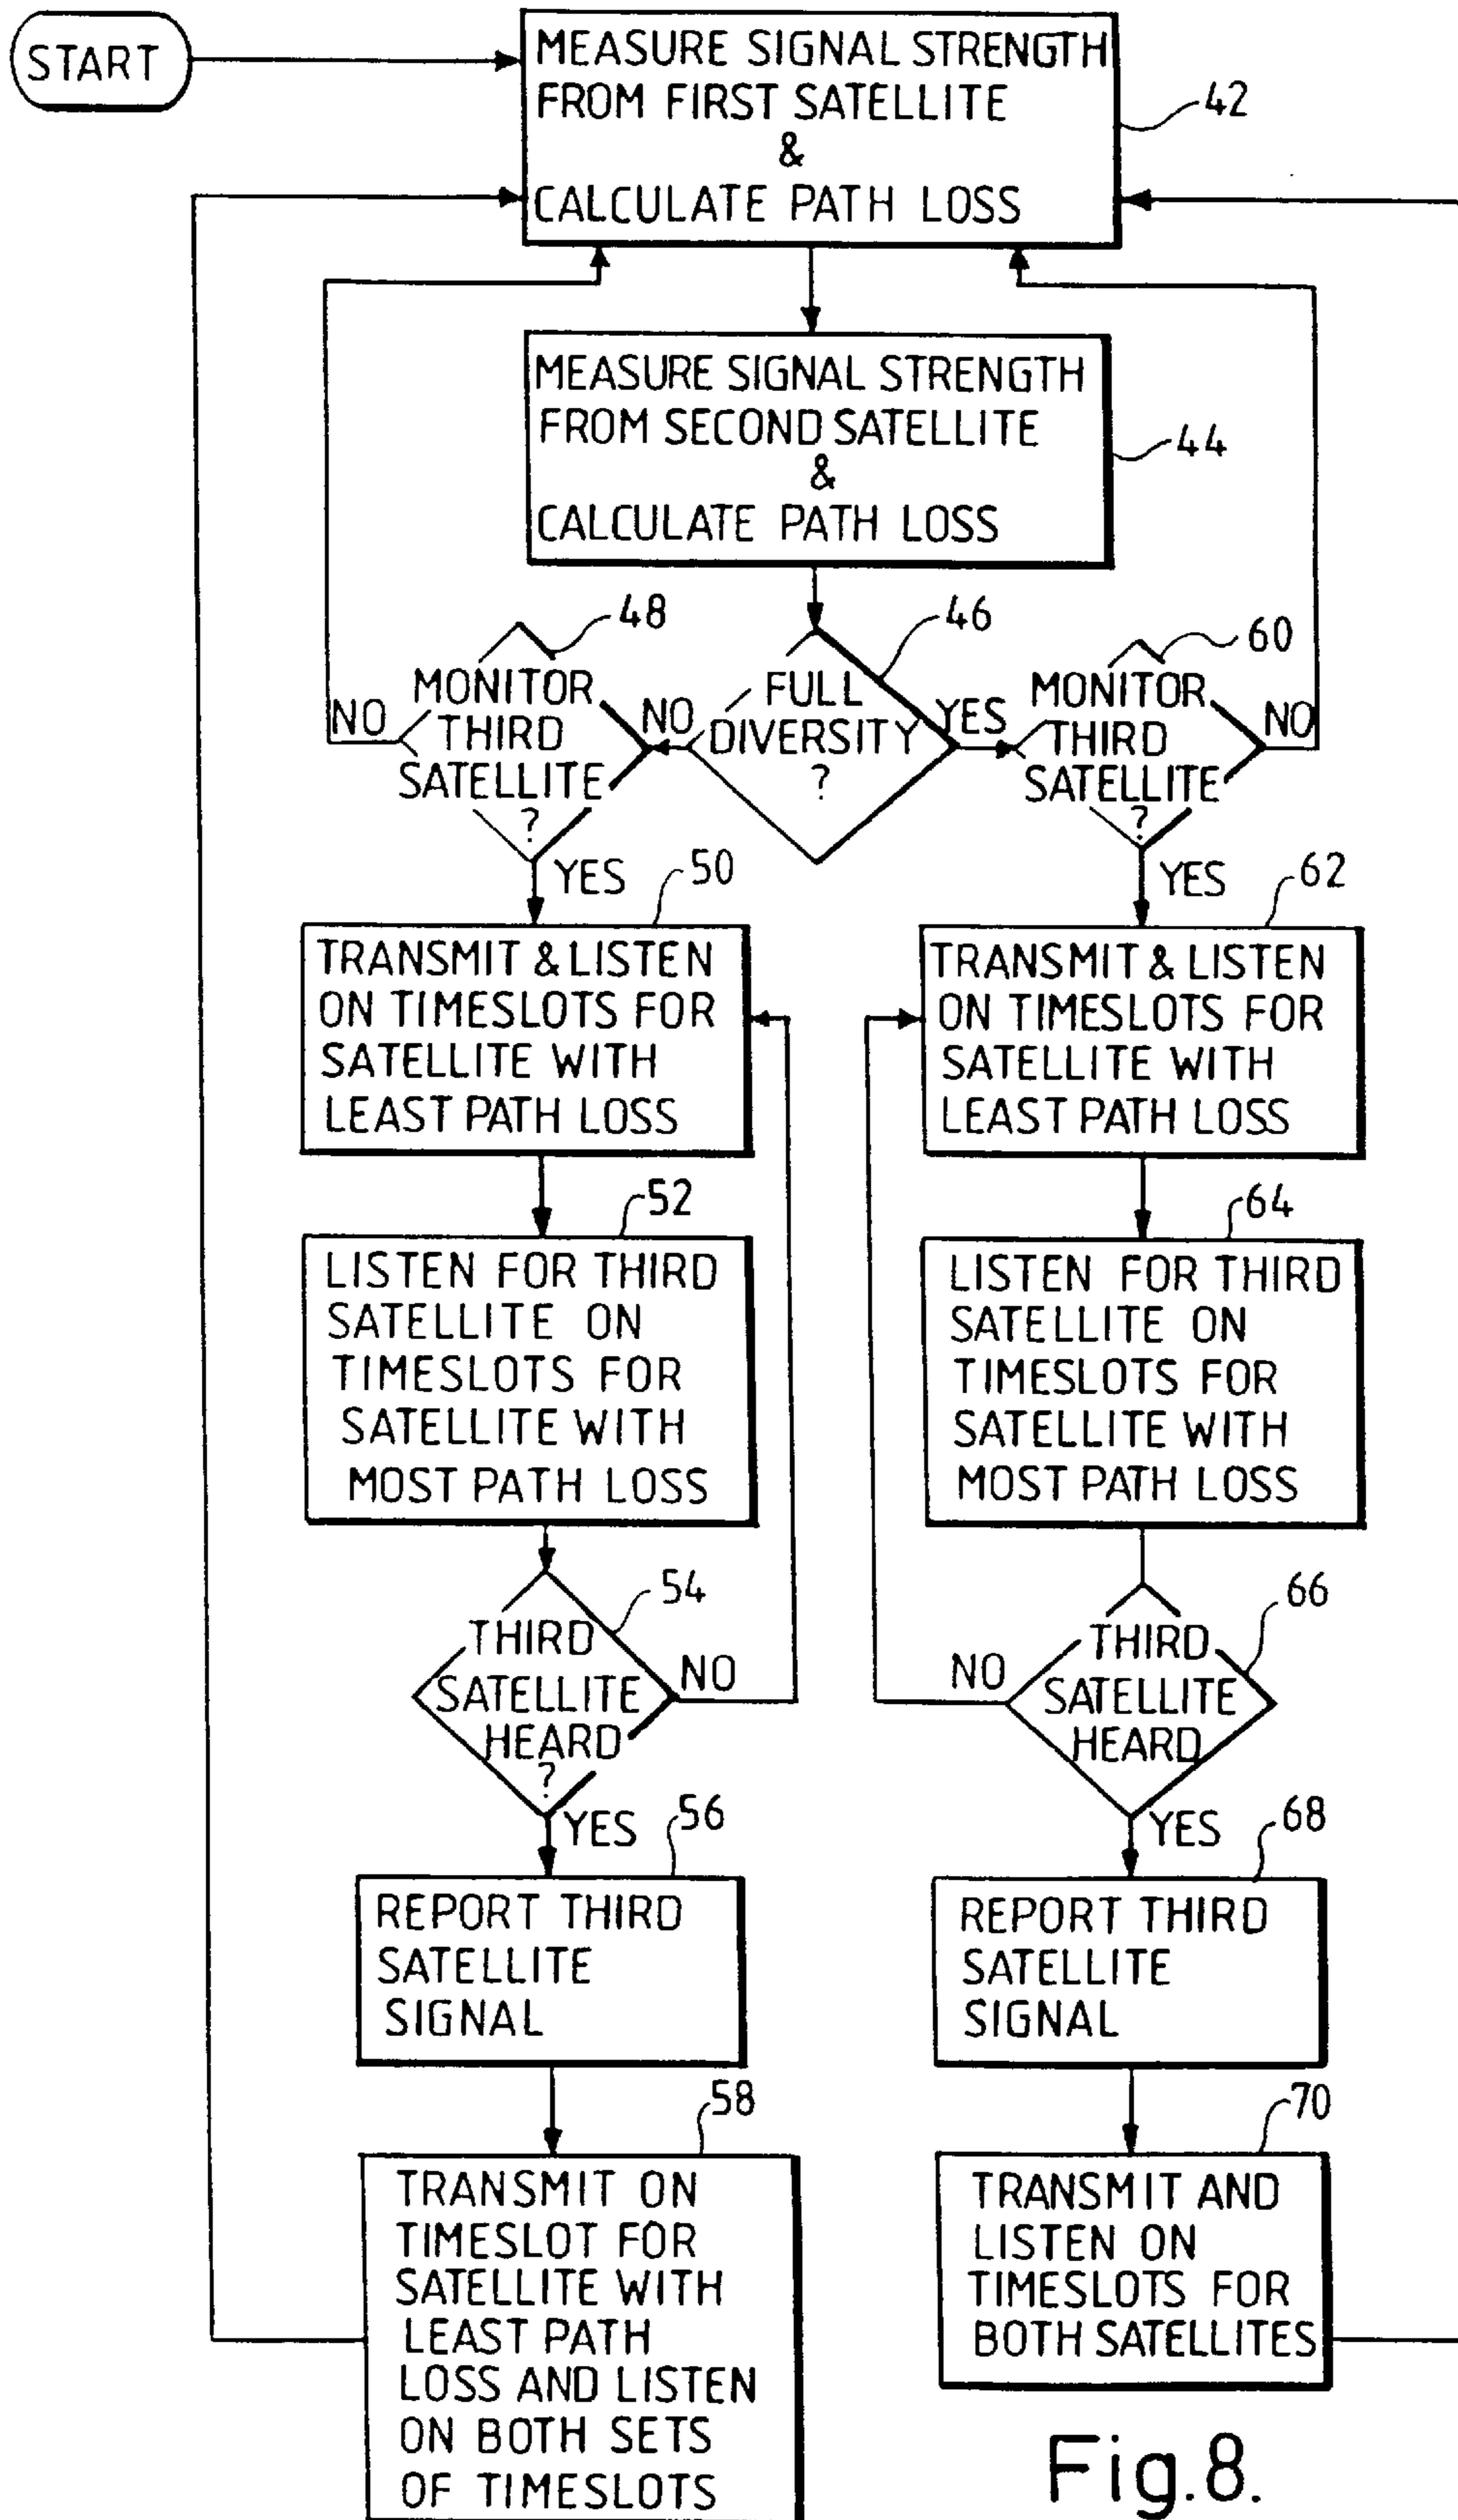 START
MEASURE SIGNAL STRENGTH
FROM FIRST SATELLITE
&
CALCULATE PATH LOSS
42
MEASURE SIGNAL STRENGTH
FROM SECOND SATELLITE
&
CALCULATE PATH LOSS
44
48
MONITOR
THIRD
SATELLITE
?
NO
YES
46
FULL
DIVERSITY
?
NO
YES
60
MONITOR
THIRD
SATELLITE
?
NO
YES
50
TRANSMIT & LISTEN
ON TIMESLOTS FOR
SATELLITE WITH
LEAST PATH LOSS
62
TRANSMIT & LISTEN
ON TIMESLOTS FOR
SATELLITE WITH
LEAST PATH LOSS
52
LISTEN FOR THIRD
SATELLITE ON
TIMESLOTS FOR
SATELLITE WITH
MOST PATH LOSS
64
LISTEN FOR THIRD
SATELLITE ON
TIMESLOTS FOR
SATELLITE WITH
MOST PATH LOSS
54
THIRD
SATELLITE
HEARD
?
NO
YES
66
THIRD
SATELLITE
HEARD
NO
YES
56
REPORT THIRD
SATELLITE
SIGNAL
68
REPORT THIRD
SATELLITE
SIGNAL
58
TRANSMIT ON
TIMESLOT FOR
SATELLITE WITH
LEAST PATH
LOSS AND LISTEN
ON BOTH SETS
OF TIMESLOTS
70
TRANSMIT AND
LISTEN ON
TIMESLOTS FOR
BOTH SATELLITES
Fig.8.